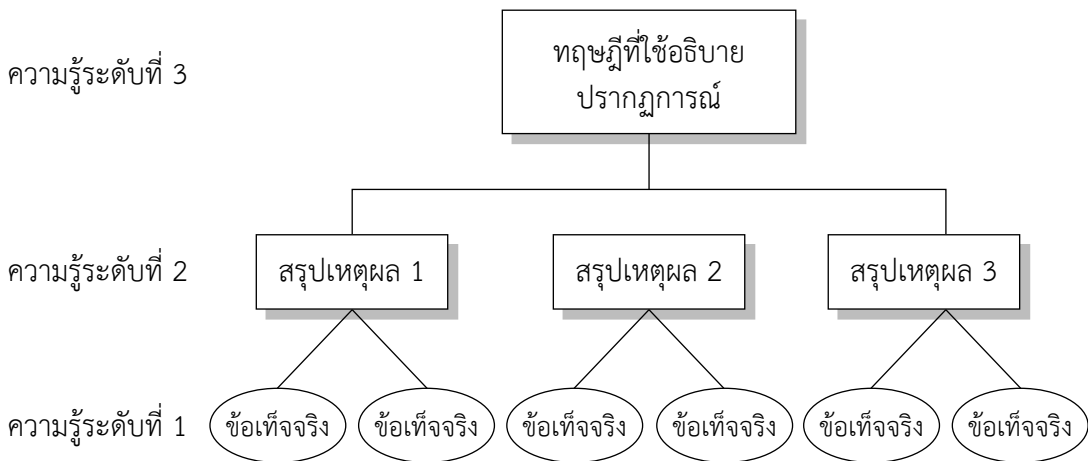 ความรู้ระดับที่ 3
ทฤษฎีที่ใช้อธิบาย
ปรากฏการณ์
ความรู้ระดับที่ 2
สรุปเหตุผล 1
สรุปเหตุผล 2
สรุปเหตุผล 3
ความรู้ระดับที่ 1
ข้อเท็จจริง
ข้อเท็จจริง
ข้อเท็จจริง
ข้อเท็จจริง
ข้อเท็จจริง
ข้อเท็จจริง